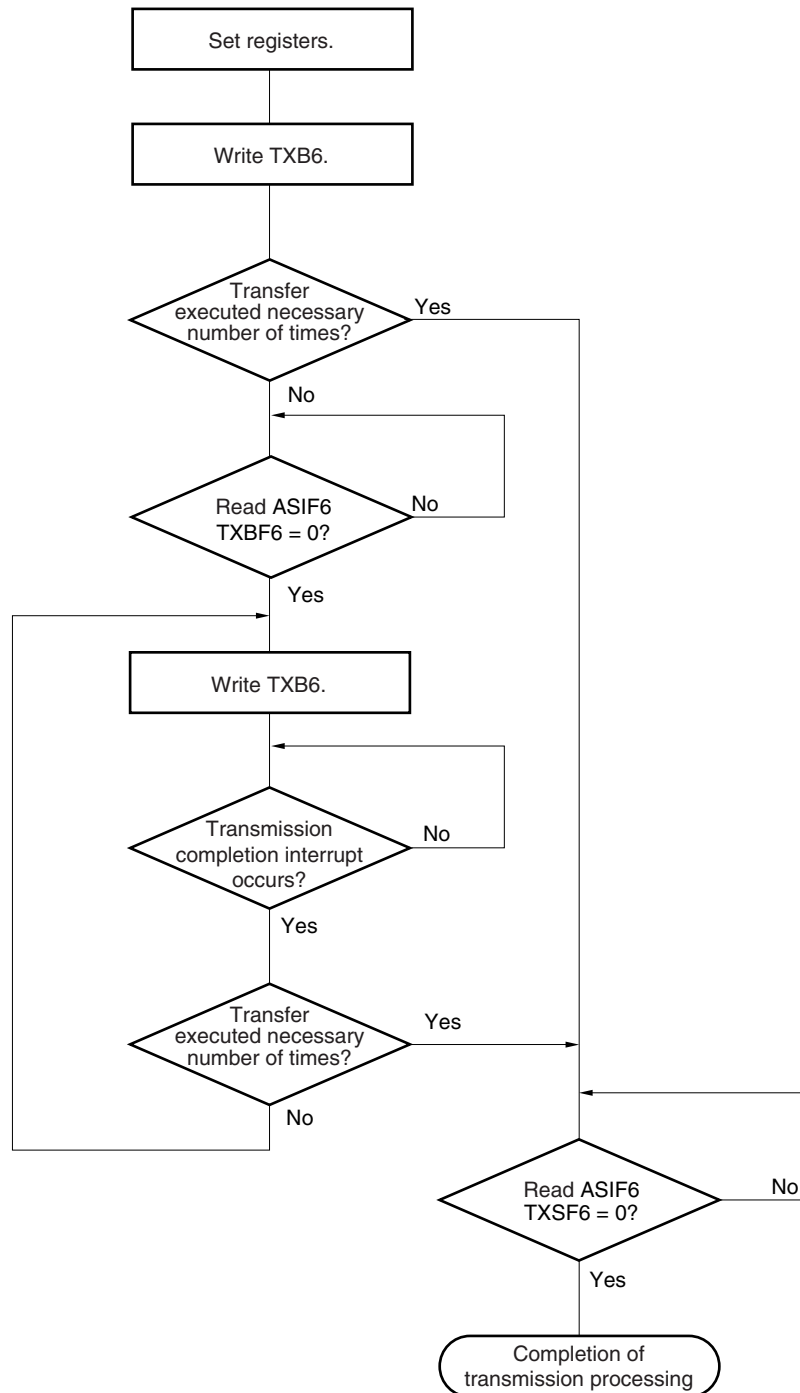 Set registers.
Write TXB6.
Transfer
executed necessary
number of times?
Yes
No
Read ASIF6
TXBF6 = 0?
No
Yes
Write TXB6.
Transmission
completion interrupt
occurs?
No
Yes
Transfer
executed necessary
number of times?
Yes
No
Read ASIF6
TXSF6 = 0?
No
Yes
Completion of
transmission processing